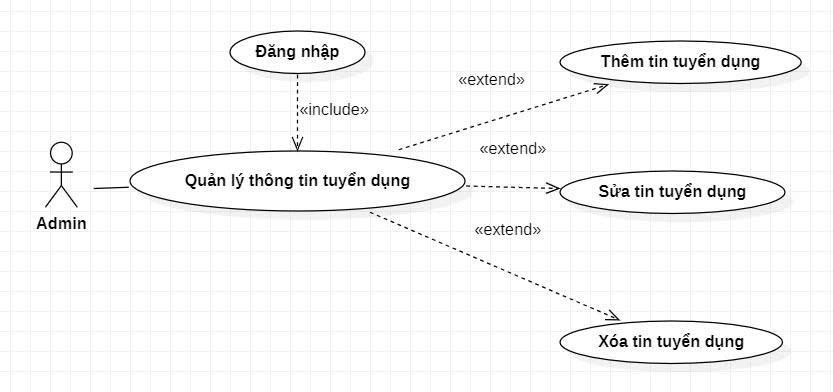 Đăng nhập
Thêm tin tuyển dụng
«extend»
«include»
«extend»
Quản lý thông tin tuyển dụng
Sửa tin tuyển dụng
Admin
«extend»
Xóa tin tuyển dụng